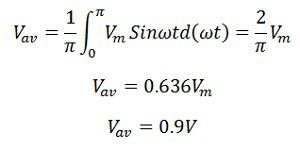 V_av = 1/π ∫_0^π V_m Sinωtd(ωt) = 2/π V_m
V_av = 0.636V_m
V_av = 0.9V